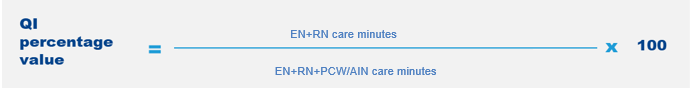 QI
percentage
value
=
EN+RN care minutes
EN+RN+PCW/AIN care minutes
x 100